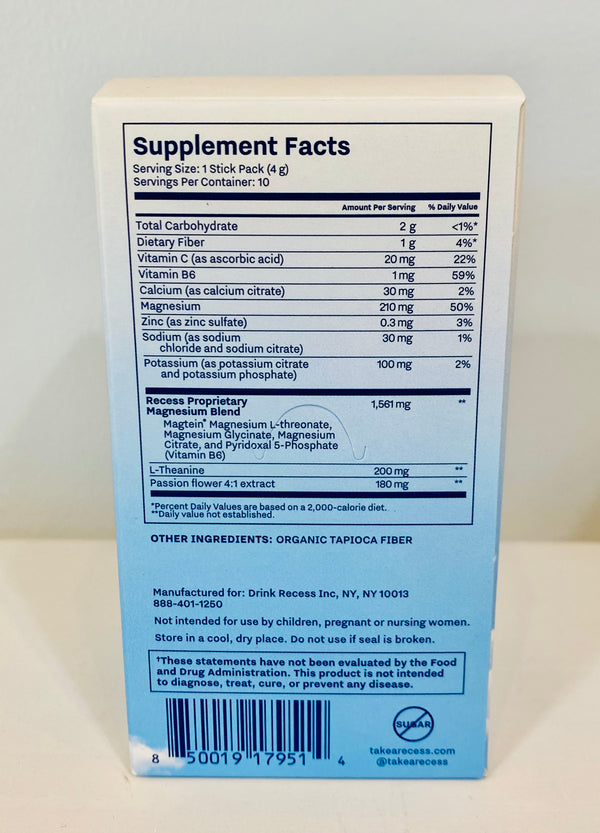 Supplement Facts
Serving Size: 1 Stick Pack (4 g)
Servings Per Container: 10
Amount Per Serving % Daily Value
Total Carbohydrate 2 g <1%*
Dietary Fiber 1 g 4%*
Vitamin C (as ascorbic acid) 20 mg 22%
Vitamin B6 1 mg 59%
Calcium (as calcium citrate) 30 mg 2%
Magnesium 210 mg 50%
Zinc (as zinc sulfate) 0.3 mg 3%
Sodium (as sodium 30 mg 1%
chloride and sodium citrate)
Potassium (as potassium citrate 100 mg 2%
and potassium phosphate)
Recess Proprietary 1,561 mg **
Magnesium Blend
Magtein® Magnesium L-threonate,
Magnesium Glycinate, Magnesium
Citrate, and Pyridoxal 5-Phosphate
(Vitamin B6)
L-Theanine 200 mg **
Passion flower 4:1 extract 180 mg **
*Percent Daily Values are based on a 2,000-calorie diet.
**Daily value not established.
OTHER INGREDIENTS: ORGANIC TAPIOCA FIBER
Manufactured for: Drink Recess Inc, NY, NY 10013
888-401-1250
Not intended for use by children, pregnant or nursing women.
Store in a cool, dry place. Do not use if seal is broken.
†These statements have not been evaluated by the Food
and Drug Administration. This product is not intended
to diagnose, treat, cure, or prevent any disease.
SUGAR
8 50019 17951 4
takearecess.com
@takearecess